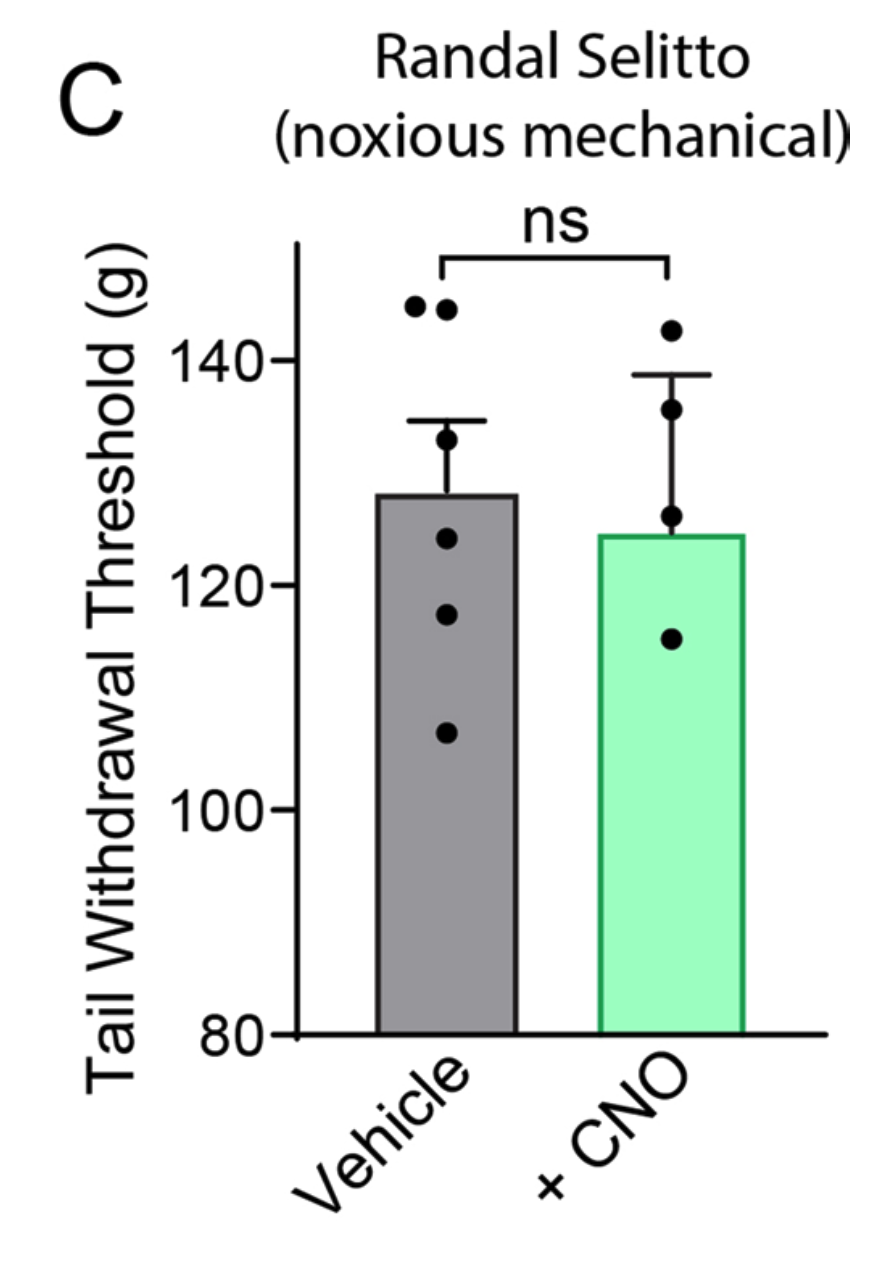 C
Randal Selitto
(noxious mechanical)
ns
Tail Withdrawal Threshold (g)
140
120
100
80
Vehicle
+ CNO